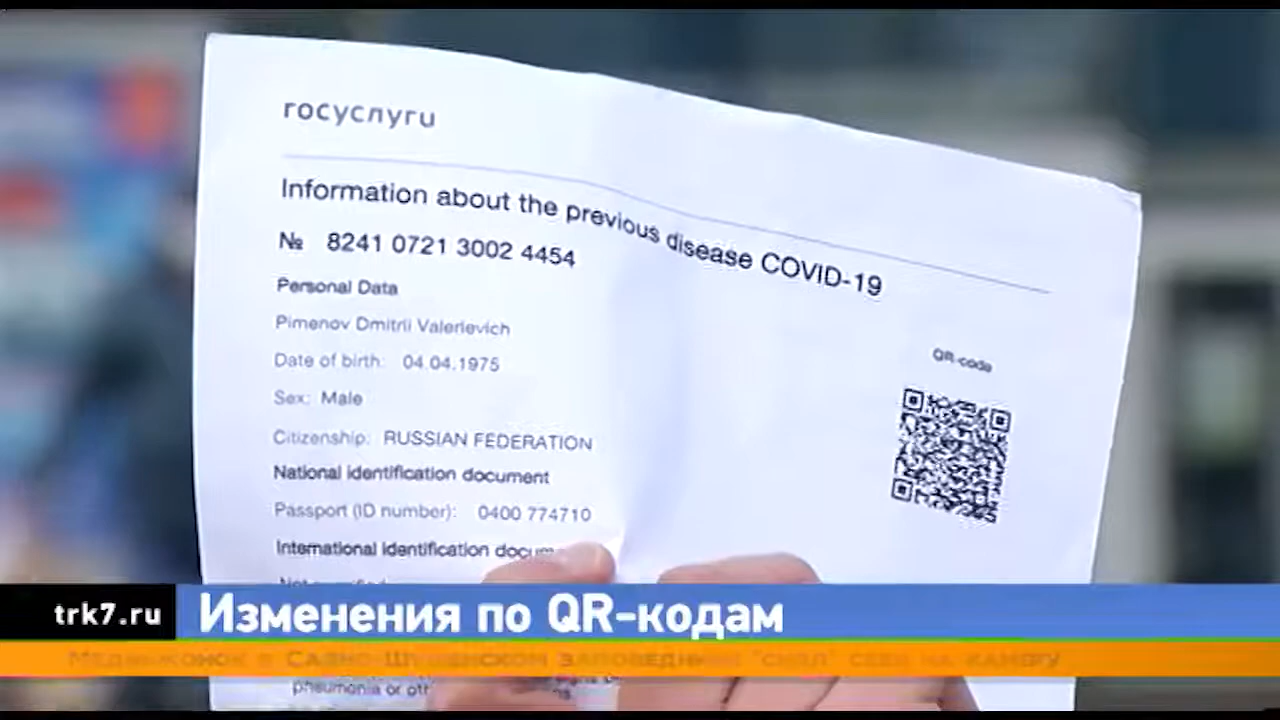 госуслуги
Information about the previous disease COVID-19
№ 8241 0721 3002 4454
Personal Data
Pimenov Dmitrii Valerievich
Date of birth: 04.04.1975
Sex: Male
Citizenship: RUSSIAN FEDERATION
National identification document
Passport (ID number): 0400 774710
International identification
QR-code
trk7.ru
Изменения по QR-кодам
pneumonia or